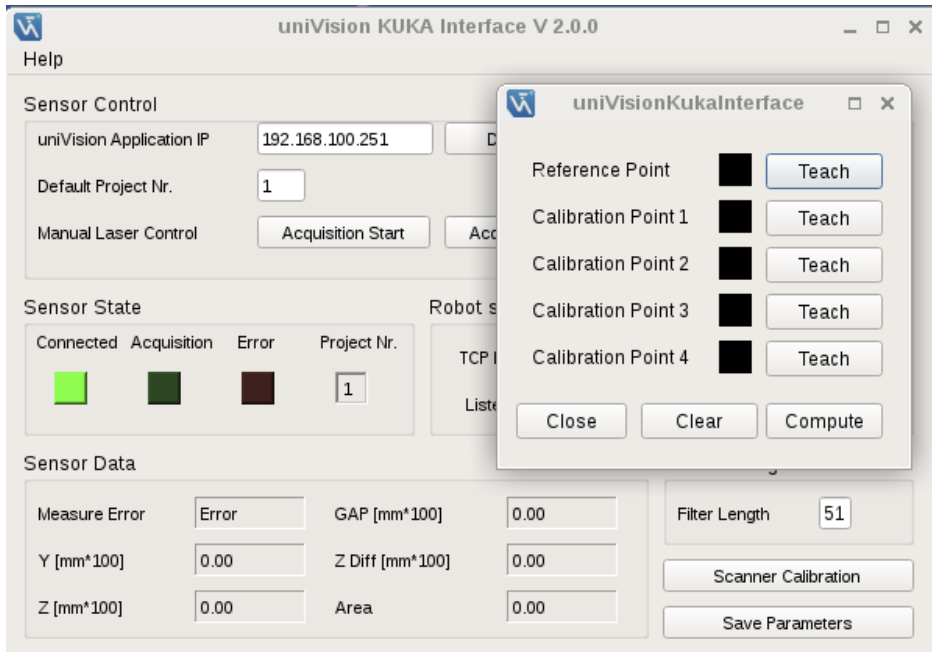 uniVision KUKA Interface V 2.0.0
Help
Sensor Control
uniVision Application IP 192.168.100.251 D
Default Project Nr. 1
Manual Laser Control Acquisition Start Acq
uniVisionKukaInterface
Reference Point Teach
Calibration Point 1 Teach
Calibration Point 2 Teach
Calibration Point 3 Teach
Calibration Point 4 Teach
Close Clear Compute
Sensor State
Connected Acquisition Error Project Nr.
1
Robot s
TCP
Liste
Sensor Data
Measure Error Error GAP [mm*100] 0.00
Y [mm*100] 0.00 Z Diff [mm*100] 0.00
Z [mm*100] 0.00 Area 0.00
Filter Length 51
Scanner Calibration
Save Parameters